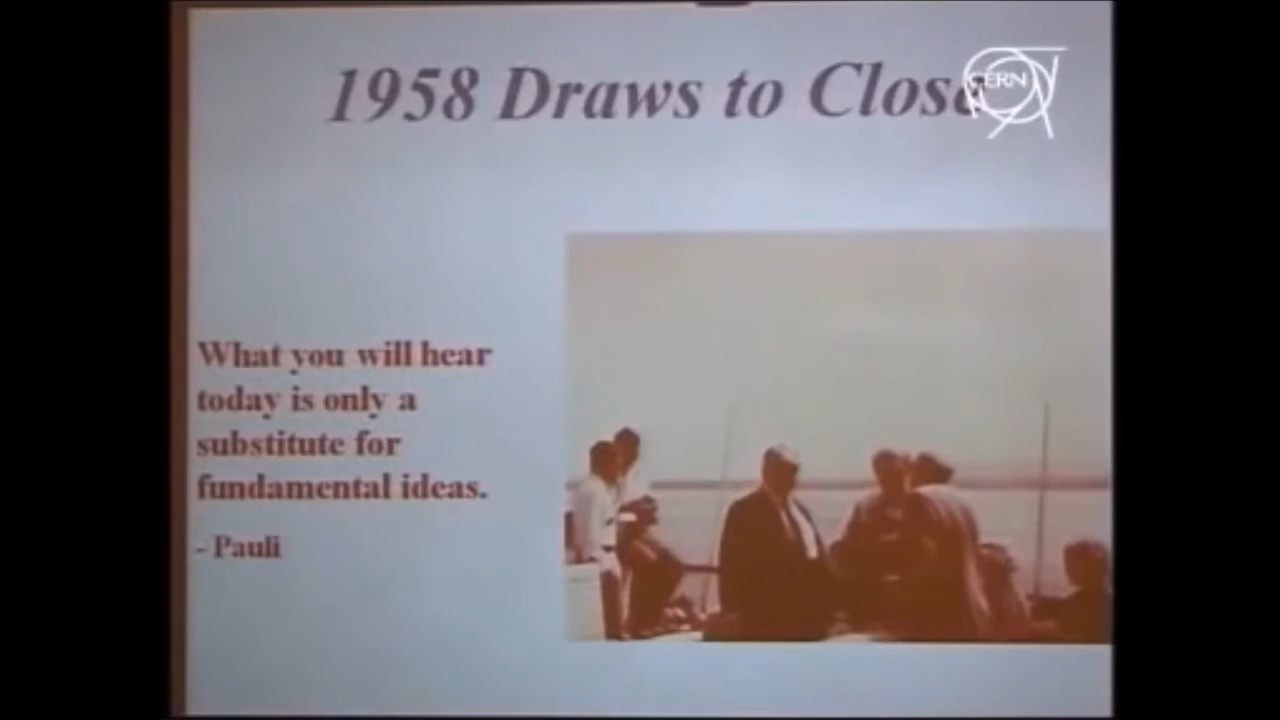 1958 Draws to Close
CERN
What you will hear
today is only a
substitute for
fundamental ideas.
- Pauli